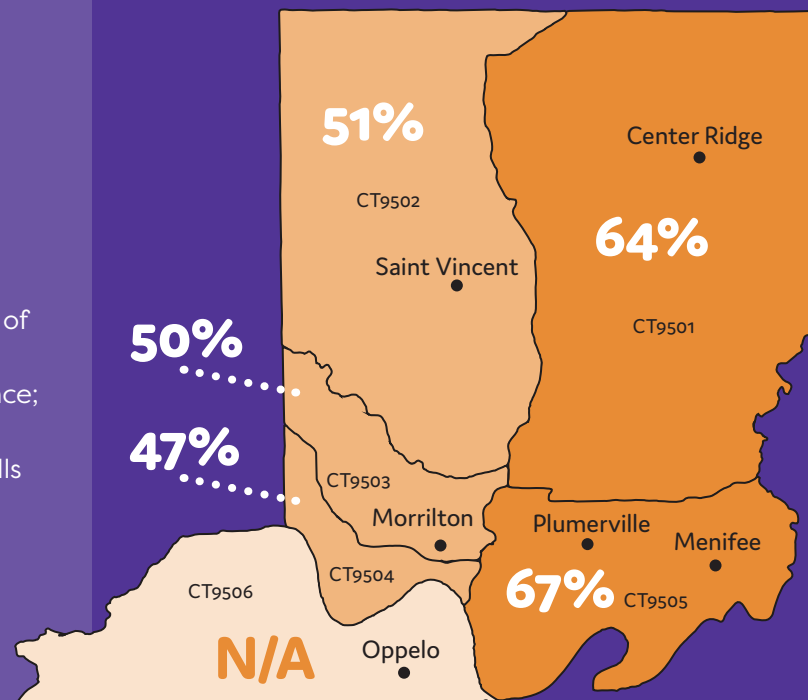 51%
Center Ridge
CT9502
64%
Saint Vincent
of
50%
CT9501
ce;
47%
lls
CT9503
Morrilton
Plumerville
Menifee
CT9504
67%
CT9505
CT9506
N/A
Oppelo